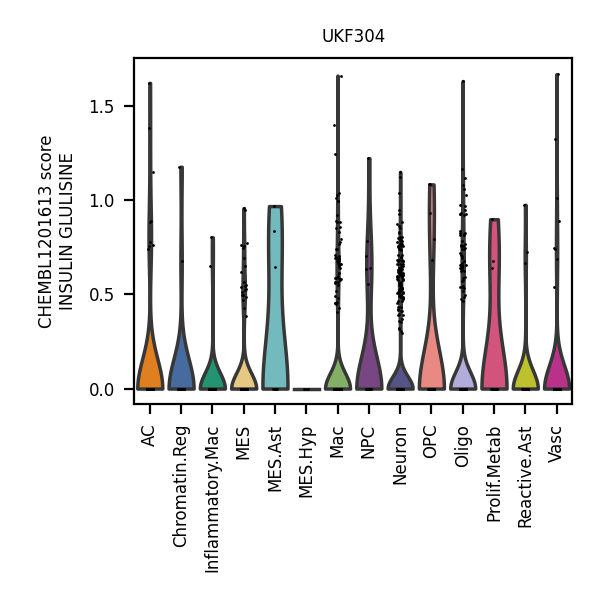 UKF304
CHEMBL1201613 score
INSULIN GLULISINE
1.5
1.0
0.5
0.0
AC
Chromatin.Reg
Inflammatory.Mac
MES
MES.Ast
MES.Hyp
Mac
NPC
Neuron
OPC
Oligo
Prolif.Metab
Reactive.Ast
Vasc